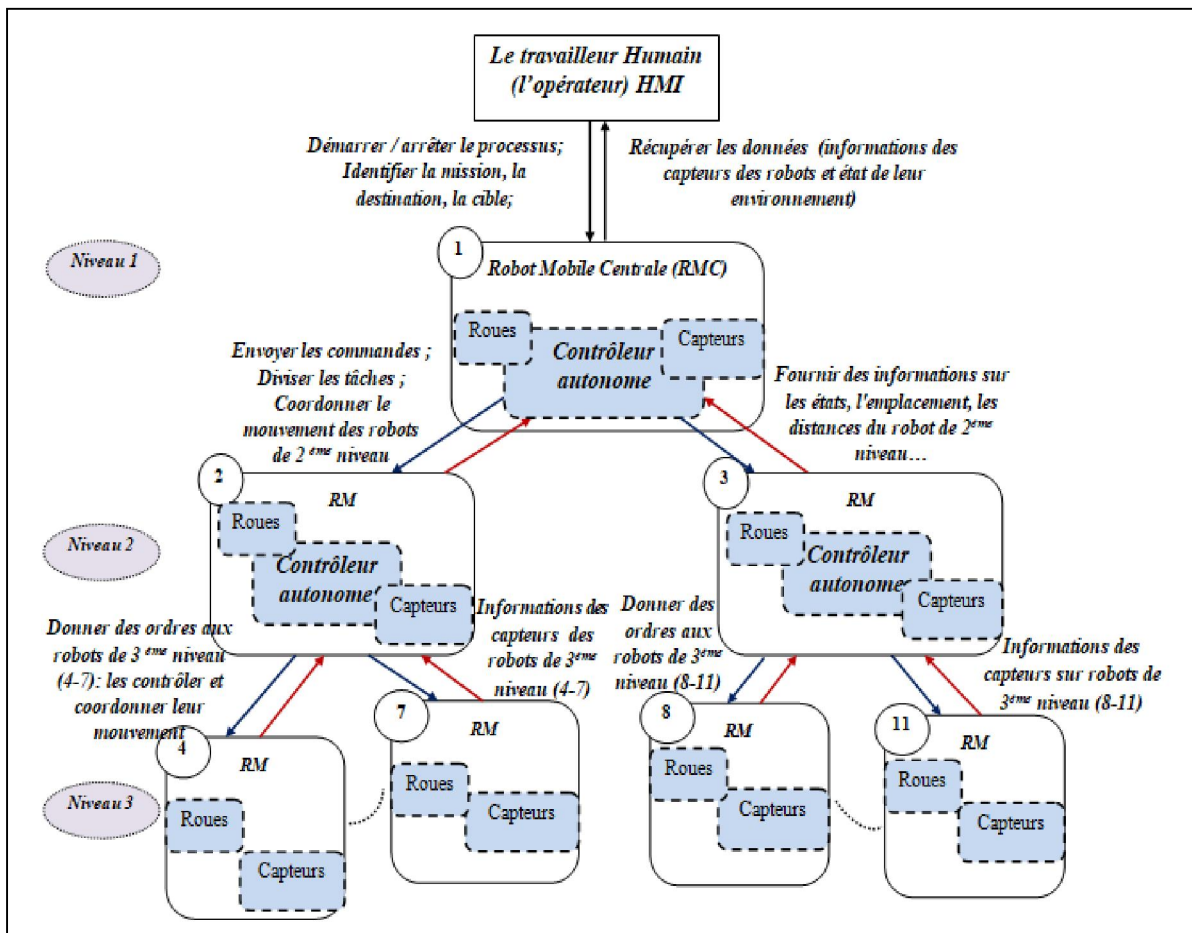 Le travailleur Humain
(l'opérateur) HMI
Démarrer / arrêter le processus;
Identifier la mission, la
destination, la cible;
Récupérer les données (informations des
capteurs des robots et état de leur
environnement)
Niveau 1
1
Robot Mobile Centrale (RMC)
Roues
Contrôleur
autonome
Capteurs
Envoyer les commandes ;
Diviser les tâches ;
Coordonner le
mouvement des robots
de 2 ème niveau
Fournir des informations sur
les états, l'emplacement, les
distances du robot de 2ème
niveau…
Niveau 2
2
RM
Roues
Contrôleur
autonome
Capteurs
3
RM
Roues
Contrôleur
autonome
Capteurs
Donner des ordres aux
robots de 3 ème niveau
(4-7): les contrôler et
coordonner leur
mouvement
Informations des
capteurs des
robots de 3ème
niveau (4-7)
Donner des
ordres aux
robots de 3ème
niveau (8-11)
Informations des
capteurs sur robots de
3ème niveau (8-11)
Niveau 3
4
RM
Roues
Capteurs
7
RM
Roues
Capteurs
8
RM
Roues
Capteurs
11
RM
Roues
Capteurs